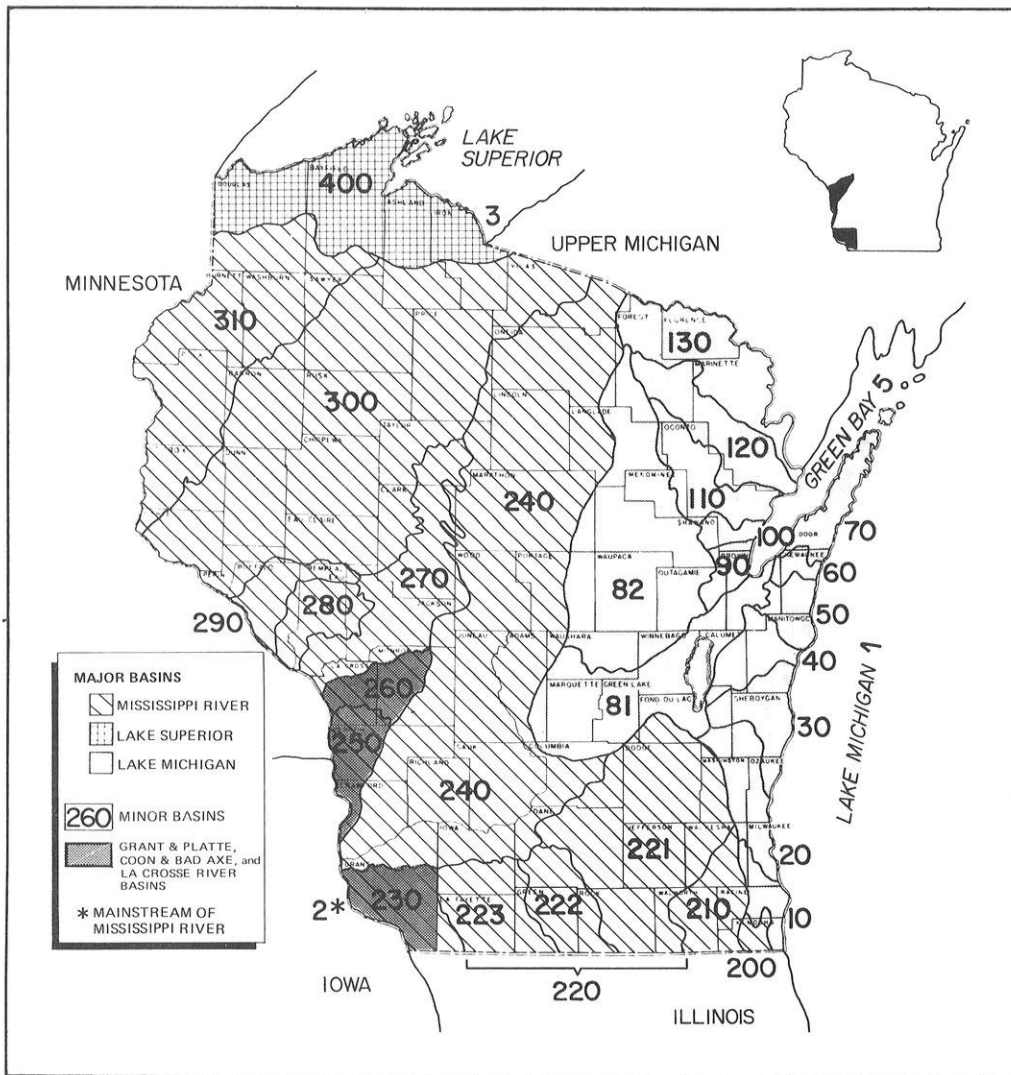 LAKE
SUPERIOR
BAYFIELD
DOUGLAS
400
ASHLAND
IRON
3
UPPER MICHIGAN
MINNESOTA
VILAS
BURNETT
WASHBURN
SAWYER
FOREST
FLORENCE
310
PRICE
130
ONEIDA
POLK
MARINETTE
BARRON
RUSK
300
LINCOLN
GREEN BAY 5
LANGLADE
TAYLOR
OCONTO
CHIPPEWA
120
DUNN
MARATHON
MENOMINEE
240
CLARK
110
SHAWANO
EAU CLAIRE
100
DOOR
70
WOOD
PORTAGE
WAUPACA
BROWN
KEWAUNEE
90
270
OUTAGAMIE
60
82
PEPIN
BUFFALO
280
JACKSON
50
MANITOWOC
290
JUNEAU
ADAMS
WAUSHARA
WINNEBAGO
CALUMET
MONROE
LA CROSSE
40
260
MARQUETTE
GREEN LAKE
LAKE MICHIGAN 1
81
FOND DU LAC
SHEBOYGAN
30
250
SAUK
COLUMBIA
DODGE
RICHLAND
WASHINGTON
OZAUKEE
CRAWFORD
240
DANE
IOWA
JEFFERSON
WAUKESHA
MILWAUKEE
221
20
GRANT
230
LA FAYETTE
GREEN
ROCK
WALWORTH
RACINE
223
222
210
10
KENOSHA
2*
200
220
IOWA
ILLINOIS
MAJOR BASINS
MISSISSIPPI RIVER
LAKE SUPERIOR
LAKE MICHIGAN
260 MINOR BASINS
GRANT & PLATTE,
COON & BAD AXE, and
LA CROSSE RIVER
BASINS
* MAINSTREAM OF
MISSISSIPPI RIVER